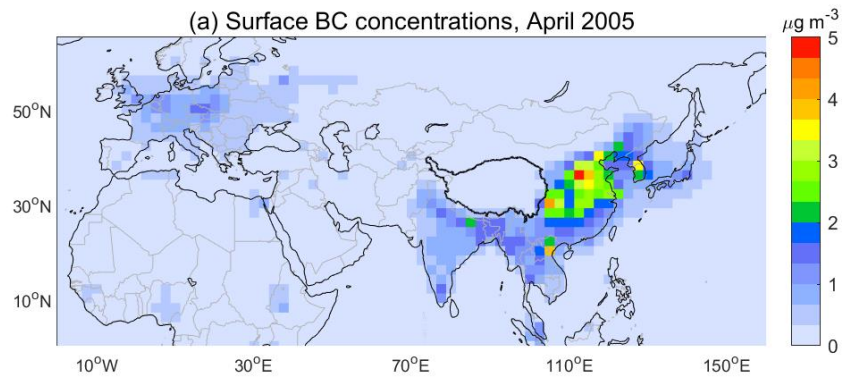 (a) Surface BC concentrations, April 2005
μg m⁻³
50°N
30°N
10°N
10°W
30°E
70°E
110°E
150°E
5
4
3
2
1
0